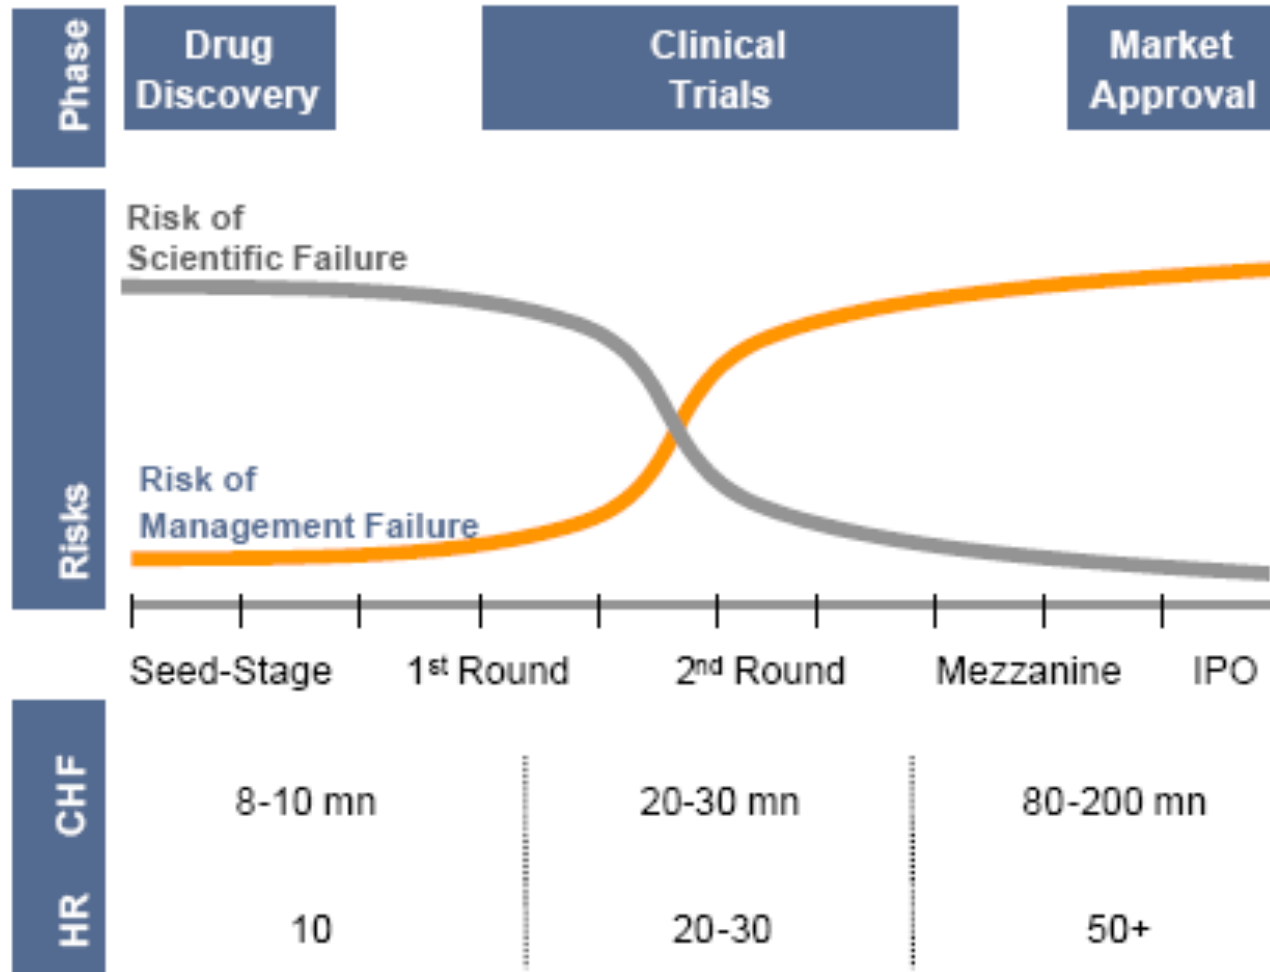 Phase
Drug
Discovery
Clinical
Trials
Market
Approval
Risks
Risk of
Scientific Failure
Risk of
Management Failure
Seed-Stage 1st Round 2nd Round Mezzanine IPO
CHF
8-10 mn 20-30 mn 80-200 mn
HR
10 20-30 50+